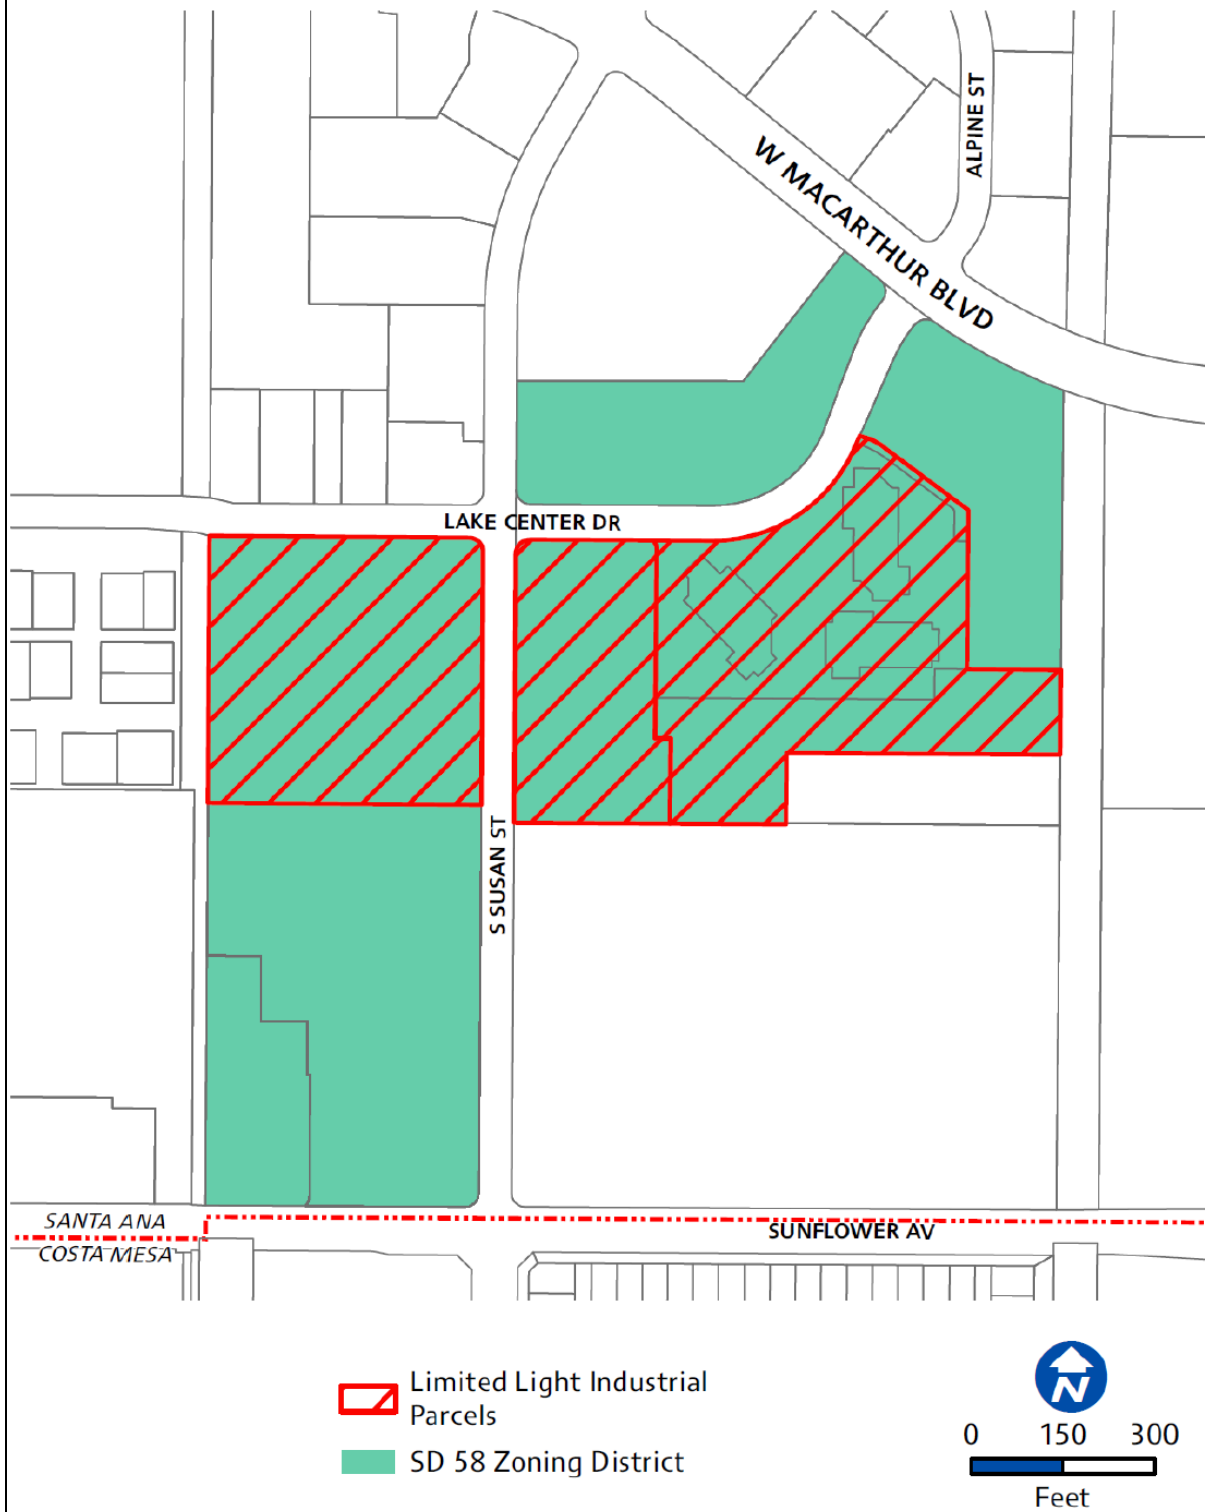 ALPINE ST
W MACARTHUR BLVD
LAKE CENTER DR
S SUSAN ST
SANTA ANA
SUNFLOWER AV
COSTA MESA
Limited Light Industrial
Parcels
SD 58 Zoning District
N
0 150 300
Feet